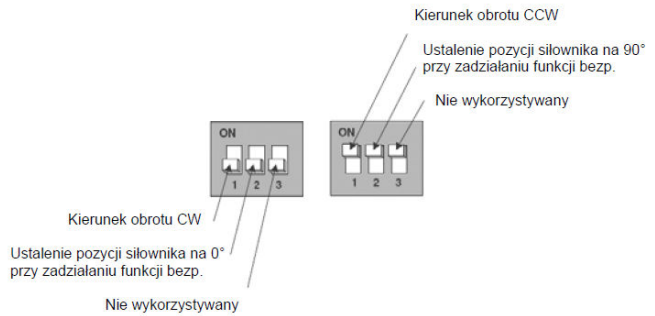 Kierunek obrotu CCW
Ustalenie pozycji siłownika na 90°
przy zadziałaniu funkcji bezp.
Nie wykorzystywany
ON
1 2 3
ON
1 2 3
Kierunek obrotu CW
Ustalenie pozycji siłownika na 0°
przy zadziałaniu funkcji bezp.
Nie wykorzystywany